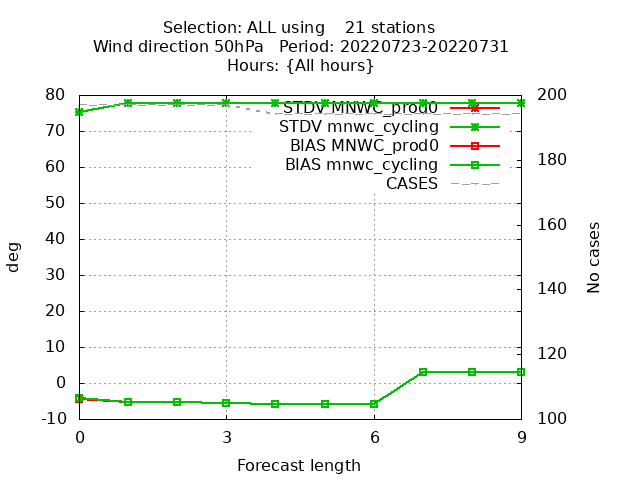 Selection: ALL using 21 stations
Wind direction 50hPa Period: 20220723-20220731
Hours: {All hours}
80 200
STDV MNWC_prod0
STDV mnwc_cycling
70
BIAS MNWC_prod0
180
BIAS mnwc_cycling
60
CASES
50
160
40
deg
No cases
30
140
20
10
120
0
-10 100
0 3 6 9
Forecast length